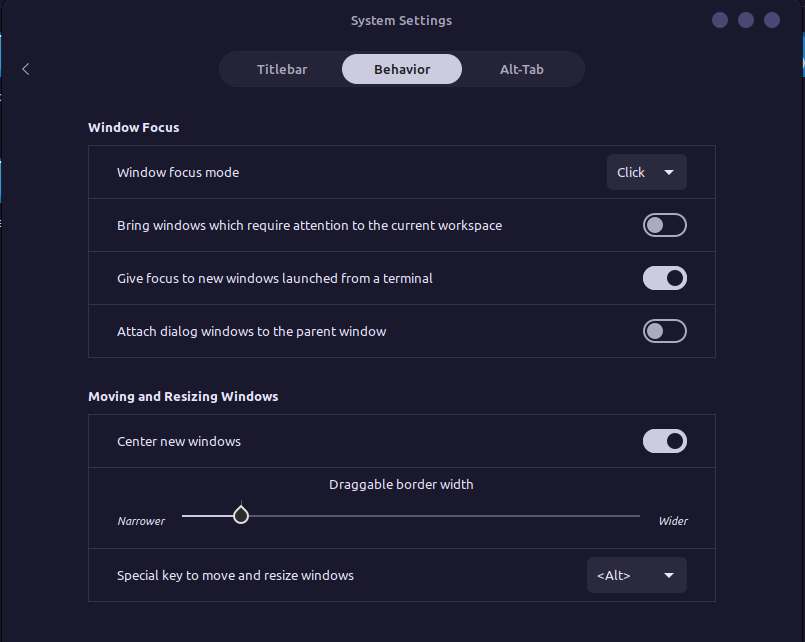 System Settings
Titlebar Behavior Alt-Tab
Window Focus
Window focus mode Click
Bring windows which require attention to the current workspace
Give focus to new windows launched from a terminal
Attach dialog windows to the parent window
Moving and Resizing Windows
Center new windows
Draggable border width
Narrower Wider
Special key to move and resize windows <Alt>